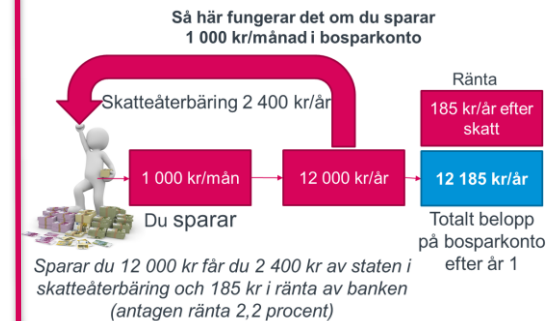 Så här fungerar det om du sparar
1 000 kr/månad i bosparkonto
Skatteåterbäring 2 400 kr/år
Ränta
185 kr/år efter
skatt
1 000 kr/mån
12 000 kr/år
12 185 kr/år
Du sparar
Totalt belopp
på bosparkonto
efter år 1
Sparar du 12 000 kr får du 2 400 kr av staten i
skatteåterbäring och 185 kr i ränta av banken
(antagen ränta 2,2 procent)